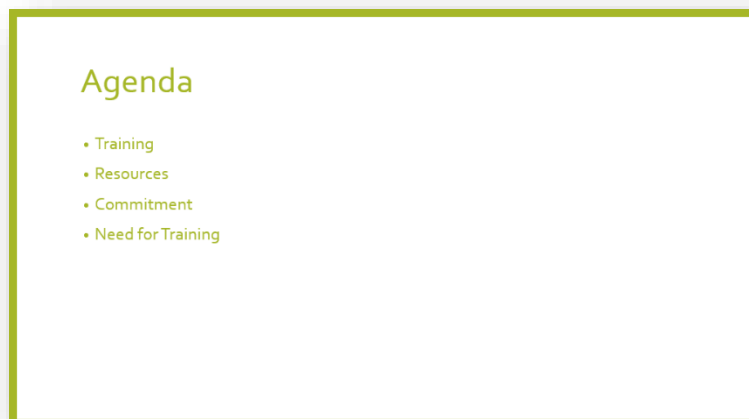 Agenda
• Training
• Resources
• Commitment
• Need for Training